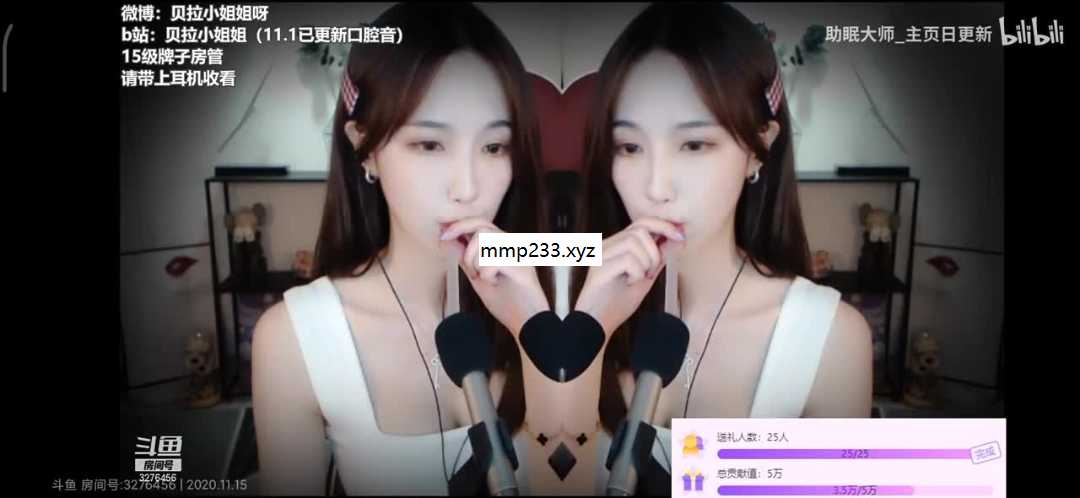 微博：贝拉小姐姐呀
b站：贝拉小姐姐（11.1已更新口腔音)
15级牌子房管
请带上耳机收看
助眠大师_主页日更新 bilibili
mmp233.xyz
送礼人数：25人
25/25
完成
总贡献值：5万
3.5万/5万
斗鱼
房间号
3276456
斗鱼 房间号:3276456 | 2020.11.15